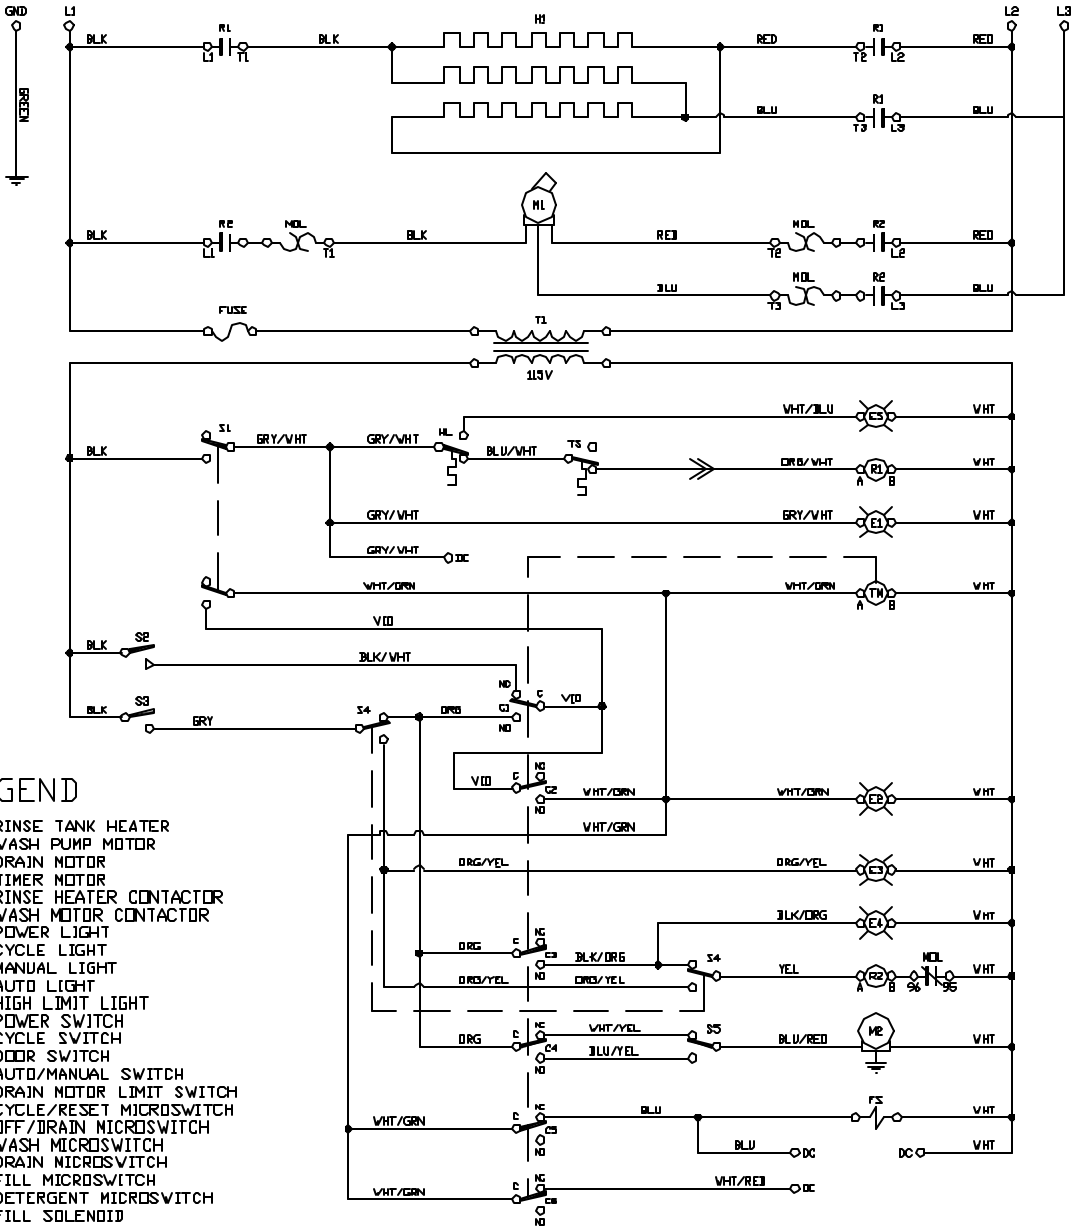 GND
L1
L2
L3
GREEN
BLK
R1
L1
T1
BLK
H1
RED
R1
T2
L2
RED
BLU
R1
T3
L3
BLU
M1
BLK
R2
L1
MOL
T1
BLK
RED
MOL
T2
R2
L2
RED
BLU
MOL
T3
R2
L3
BLU
FUSE
T1
115V
WHT/BLU
E5
WHT
BLK
S1
GRY/WHT
GRY/WHT
HL
BLU/WHT
TS
ORG/WHT
R1
A
B
WHT
GRY/WHT
GRY/WHT
E1
WHT
GRY/WHT
DC
WHT/GRN
WHT/GRN
TM
A
B
WHT
VIO
BLK
S2
BLK/WHT
BLK
S3
GRY
S4
ORG
NO
C
NO
VIO
VIO
C
C2
NO
WHT/GRN
WHT/GRN
E2
WHT
WHT/GRN
ORG/YEL
ORG/YEL
E3
WHT
BLK/ORG
E4
WHT
ORG
C
NC
C3
NO
BLK/ORG
S4
YEL
R2
A
B
MOL
96
95
WHT
ORG/YEL
ORG/YEL
ORG
C
NC
C4
NO
WHT/YEL
BLU/YEL
S5
BLU/RED
M2
WHT
WHT/GRN
C
NC
C5
NO
BLU
FS
WHT
BLU
DC
DC
WHT
WHT/GRN
C
NC
C6
NO
WHT/RED
DC
GEND
RINSE TANK HEATER
WASH PUMP MOTOR
DRAIN MOTOR
TIMER MOTOR
RINSE HEATER CONTACTOR
WASH MOTOR CONTACTOR
POWER LIGHT
CYCLE LIGHT
MANUAL LIGHT
AUTO LIGHT
HIGH LIMIT LIGHT
POWER SWITCH
CYCLE SWITCH
DOOR SWITCH
AUTO/MANUAL SWITCH
DRAIN MOTOR LIMIT SWITCH
CYCLE/RESET MICROSWITCH
OFF/DRAIN MICROSWITCH
WASH MICROSWITCH
DRAIN MICROSWITCH
FILL MICROSWITCH
DETERGENT MICROSWITCH
FILL SOLENOID